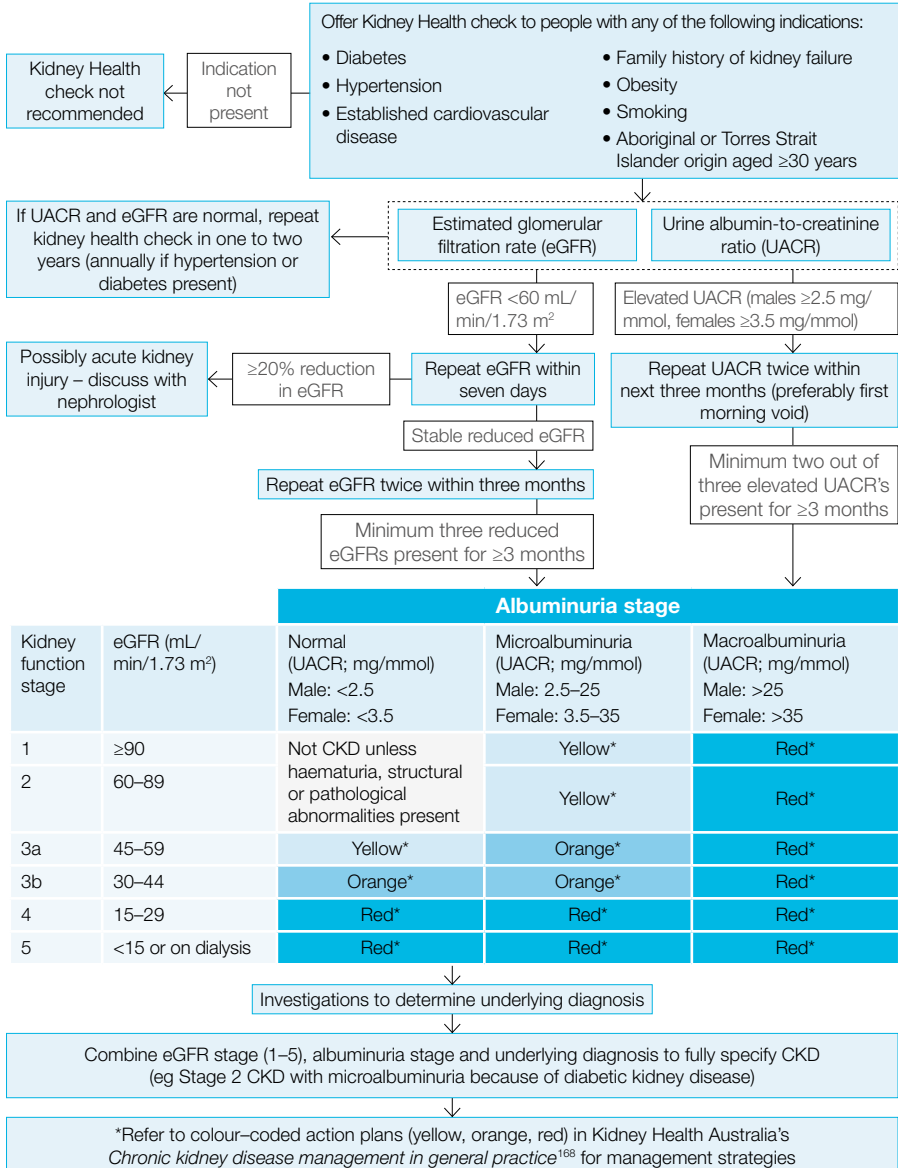 Offer Kidney Health check to people with any of the following indications:
• Diabetes
• Hypertension
• Established cardiovascular
disease
• Family history of kidney failure
• Obesity
• Smoking
• Aboriginal or Torres Strait
Islander origin aged ≥30 years
Indication
not
present
Kidney Health
check not
recommended
Estimated glomerular
filtration rate (eGFR)
Urine albumin-to-creatinine
ratio (UACR)
If UACR and eGFR are normal, repeat
kidney health check in one to two
years (annually if hypertension or
diabetes present)
eGFR <60 mL/
min/1.73 m²
Elevated UACR (males ≥2.5 mg/
mmol, females ≥3.5 mg/mmol)
Possibly acute kidney
injury – discuss with
nephrologist
≥20% reduction
in eGFR
Repeat eGFR within
seven days
Repeat UACR twice within
next three months (preferably first
morning void)
Stable reduced eGFR
Repeat eGFR twice within three months
Minimum two out of
three elevated UACR's
present for ≥3 months
Minimum three reduced
eGFRs present for ≥3 months
Albuminuria stage
Kidney
function
stage
eGFR (mL/
min/1.73 m²)
Normal
(UACR; mg/mmol)
Male: <2.5
Female: <3.5
Microalbuminuria
(UACR; mg/mmol)
Male: 2.5–25
Female: 3.5–35
Macroalbuminuria
(UACR; mg/mmol)
Male: >25
Female: >35
1 ≥90
Not CKD unless
haematuria, structural
or pathological
abnormalities present
Yellow* Red*
2 60–89 Yellow* Red*
3a 45–59 Yellow* Orange* Red*
3b 30–44 Orange* Orange* Red*
4 15–29 Red* Red* Red*
5 <15 or on dialysis Red* Red* Red*
Investigations to determine underlying diagnosis
Combine eGFR stage (1–5), albuminuria stage and underlying diagnosis to fully specify CKD
(eg Stage 2 CKD with microalbuminuria because of diabetic kidney disease)
*Refer to colour–coded action plans (yellow, orange, red) in Kidney Health Australia's
Chronic kidney disease management in general practice¹⁶⁸ for management strategies